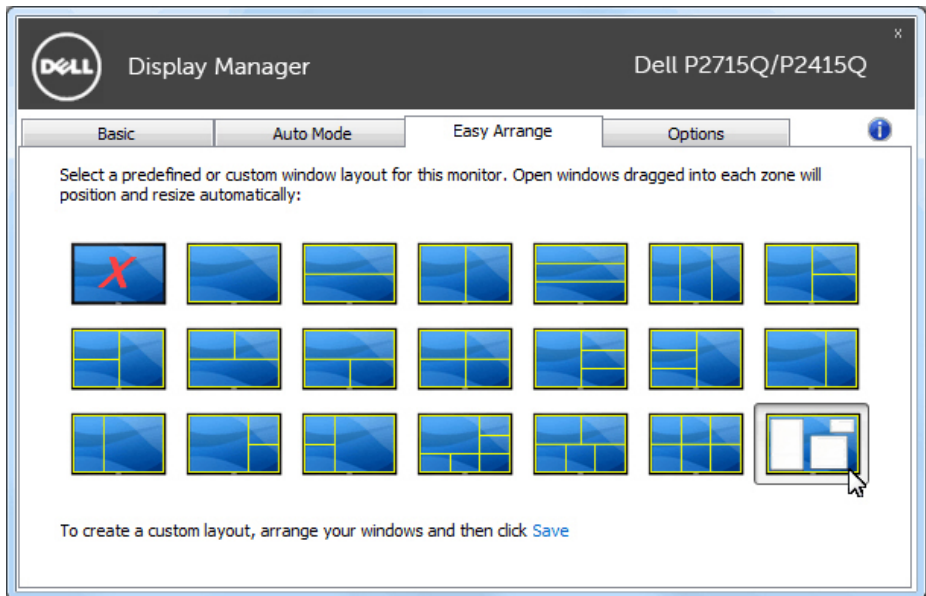 DELL
Display Manager
Dell P2715Q/P2415Q
X
Basic
Auto Mode
Easy Arrange
Options
i
Select a predefined or custom window layout for this monitor. Open windows dragged into each zone will
position and resize automatically:
X
To create a custom layout, arrange your windows and then click Save